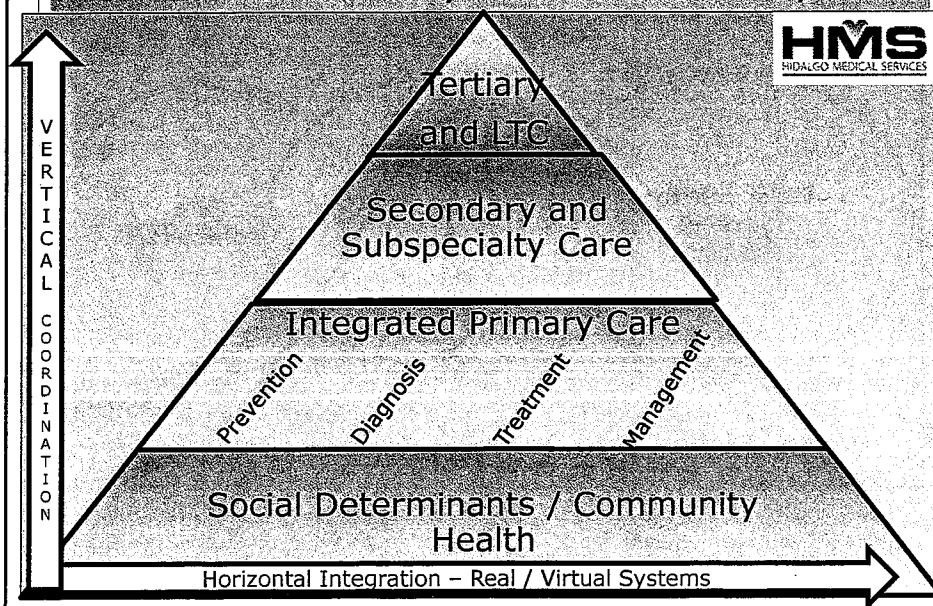 HMS
HIDALGO MEDICAL SERVICES
VERTICAL COORDINATION
Tertiary
and LTC
Secondary and
Subspecialty Care
Integrated Primary Care
Prevention
Diagnosis
Treatment
Management
Social Determinants / Community
Health
Horizontal Integration – Real / Virtual Systems